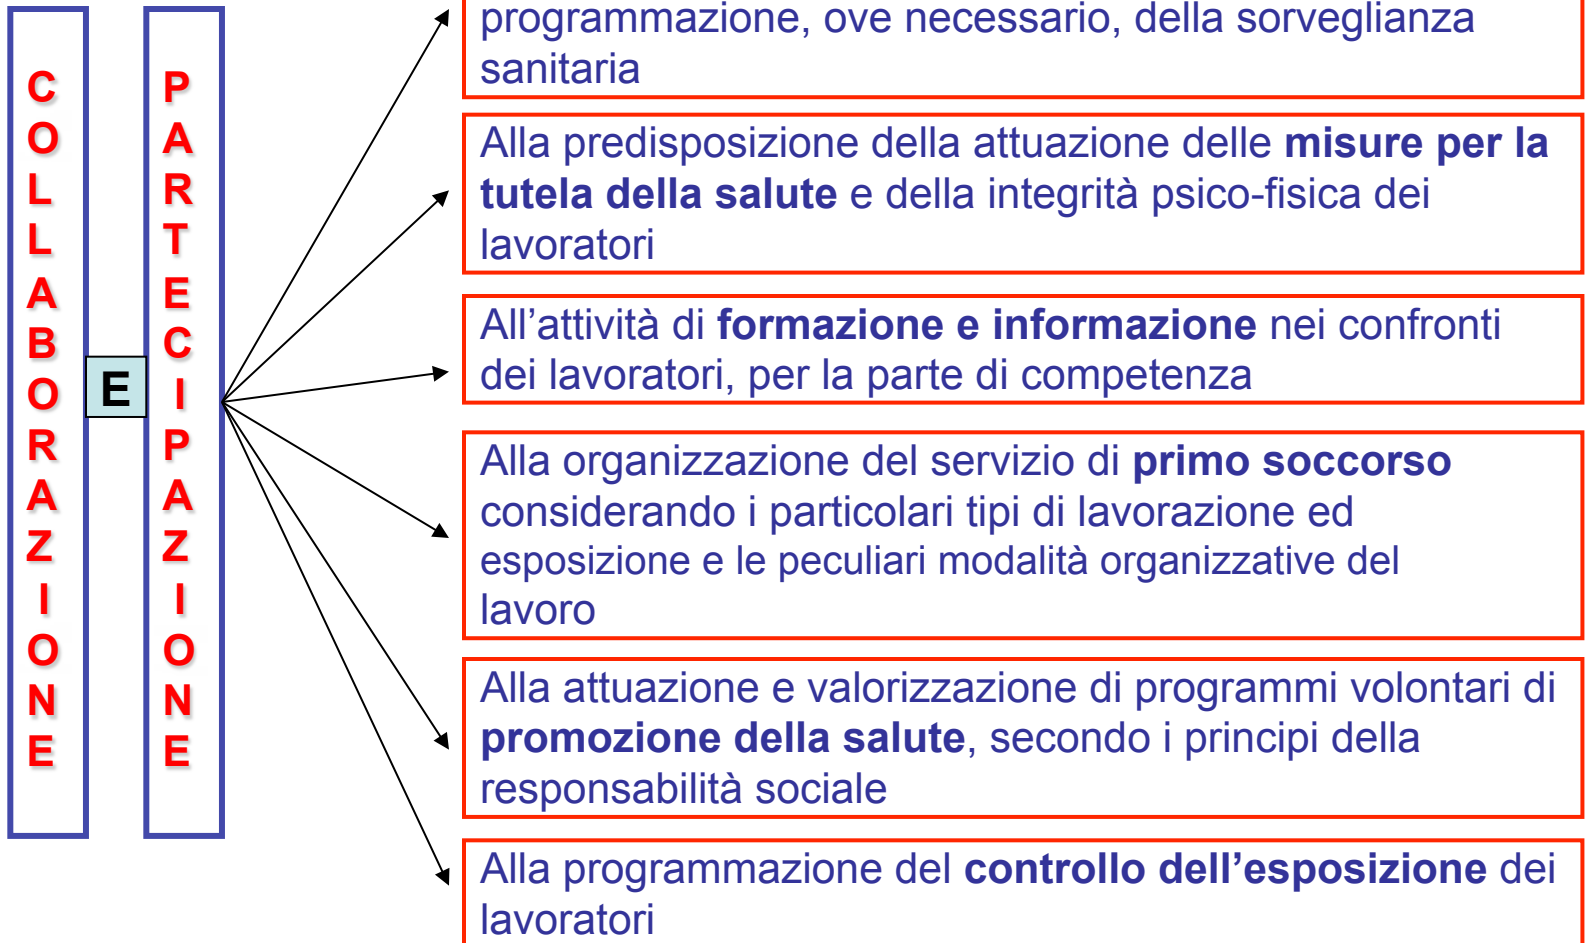 COLLABORAZIONE
E
PARTECIPAZIONE
programmazione, ove necessario, della sorveglianza
sanitaria
Alla predisposizione della attuazione delle misure per la
tutela della salute e della integrità psico-fisica dei
lavoratori
All’attività di formazione e informazione nei confronti
dei lavoratori, per la parte di competenza
Alla organizzazione del servizio di primo soccorso
considerando i particolari tipi di lavorazione ed
esposizione e le peculiari modalità organizzative del
lavoro
Alla attuazione e valorizzazione di programmi volontari di
promozione della salute, secondo i principi della
responsabilità sociale
Alla programmazione del controllo dell’esposizione dei
lavoratori